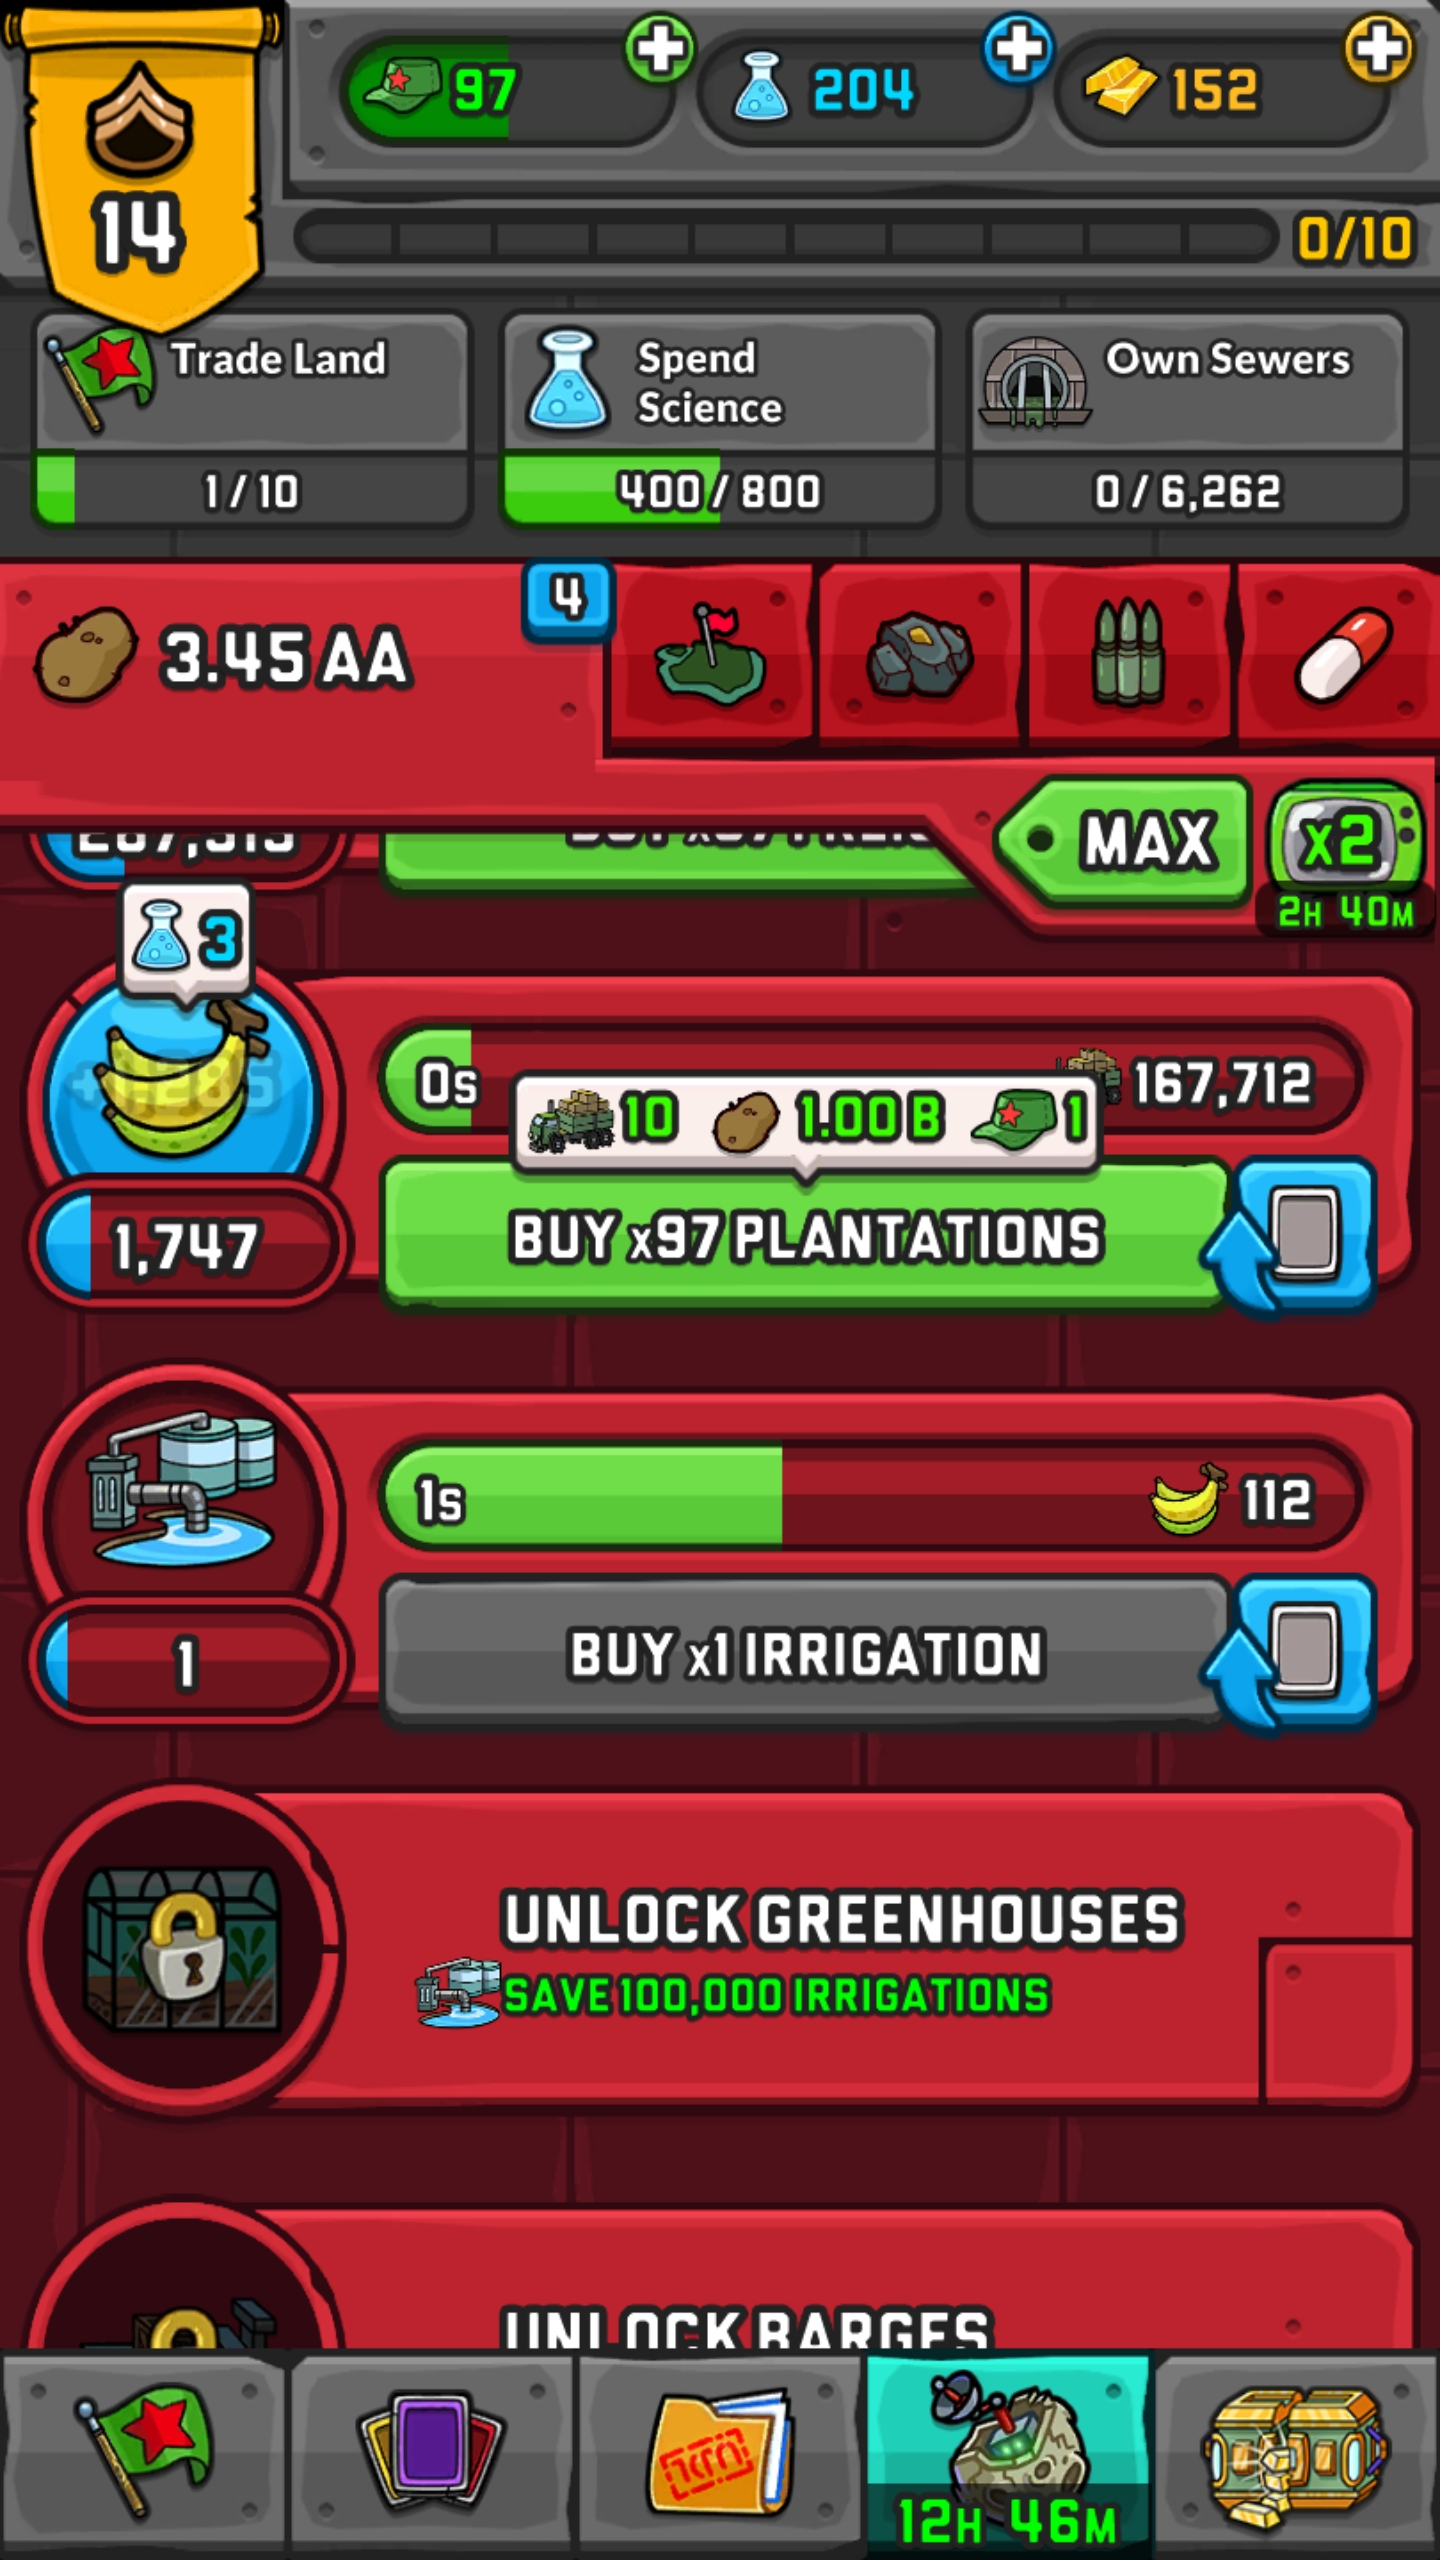 97
204
152
14
0/10
Trade Land
1 / 10
Spend
Science
400 / 800
Own Sewers
0 / 6,262
3.45 AA
4
MAX
x2
2H 40M
3
0s
167,712
10
1.00 B
1
BUY x97 PLANTATIONS
1,747
1s
112
BUY x1 IRRIGATION
1
UNLOCK GREENHOUSES
SAVE 100,000 IRRIGATIONS
UNLOCK BARGES
12H 46M